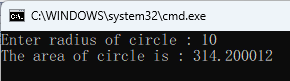 C:\WINDOWS\system32\cmd.exe
Enter radius of circle : 10
The area of circle is : 314.200012